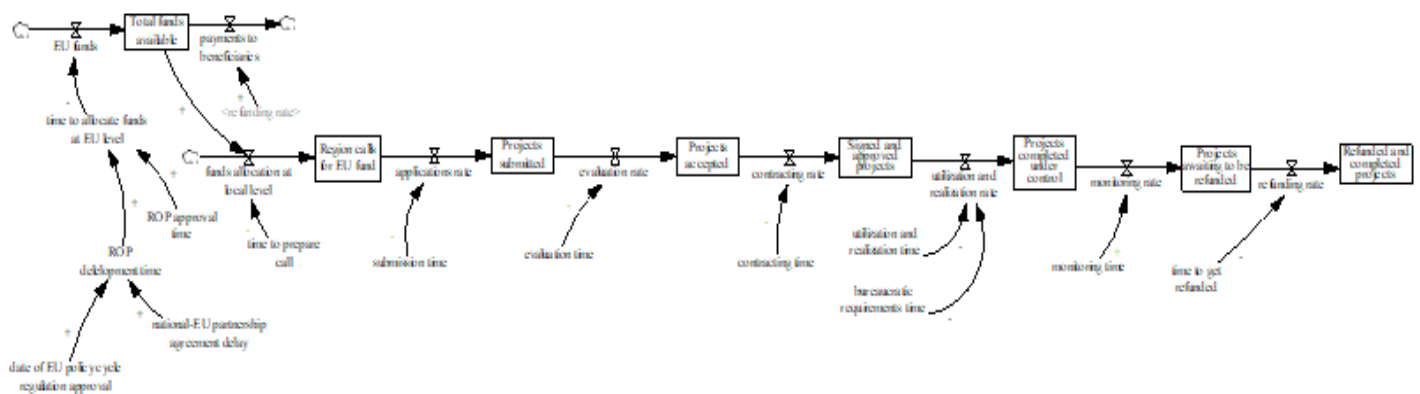 Total funds
available
EU funds
payments to
beneficiaries
<refunding rate>
time to allocate funds
at EU level
Region calls
for EU fund
Projects
submitted
Projects
accepted
Signed and
approved
projects
Projects
completed
under
control
Projects
awaiting to be
refunded
Refunded and
completed
projects
funds allocation at
local level
applications rate
evaluation rate
contracting rate
utilization and
realization rate
monitoring rate
refunding rate
ROP approval
time
time to prepare
call
submission time
evaluation time
contracting time
utilization and
realization time
monitoring time
time to get
refunded
ROP
delelopment time
bureaucratic
requirements time
national-EU partnership
agreement delay
date of EU policy cycle
regulation approval